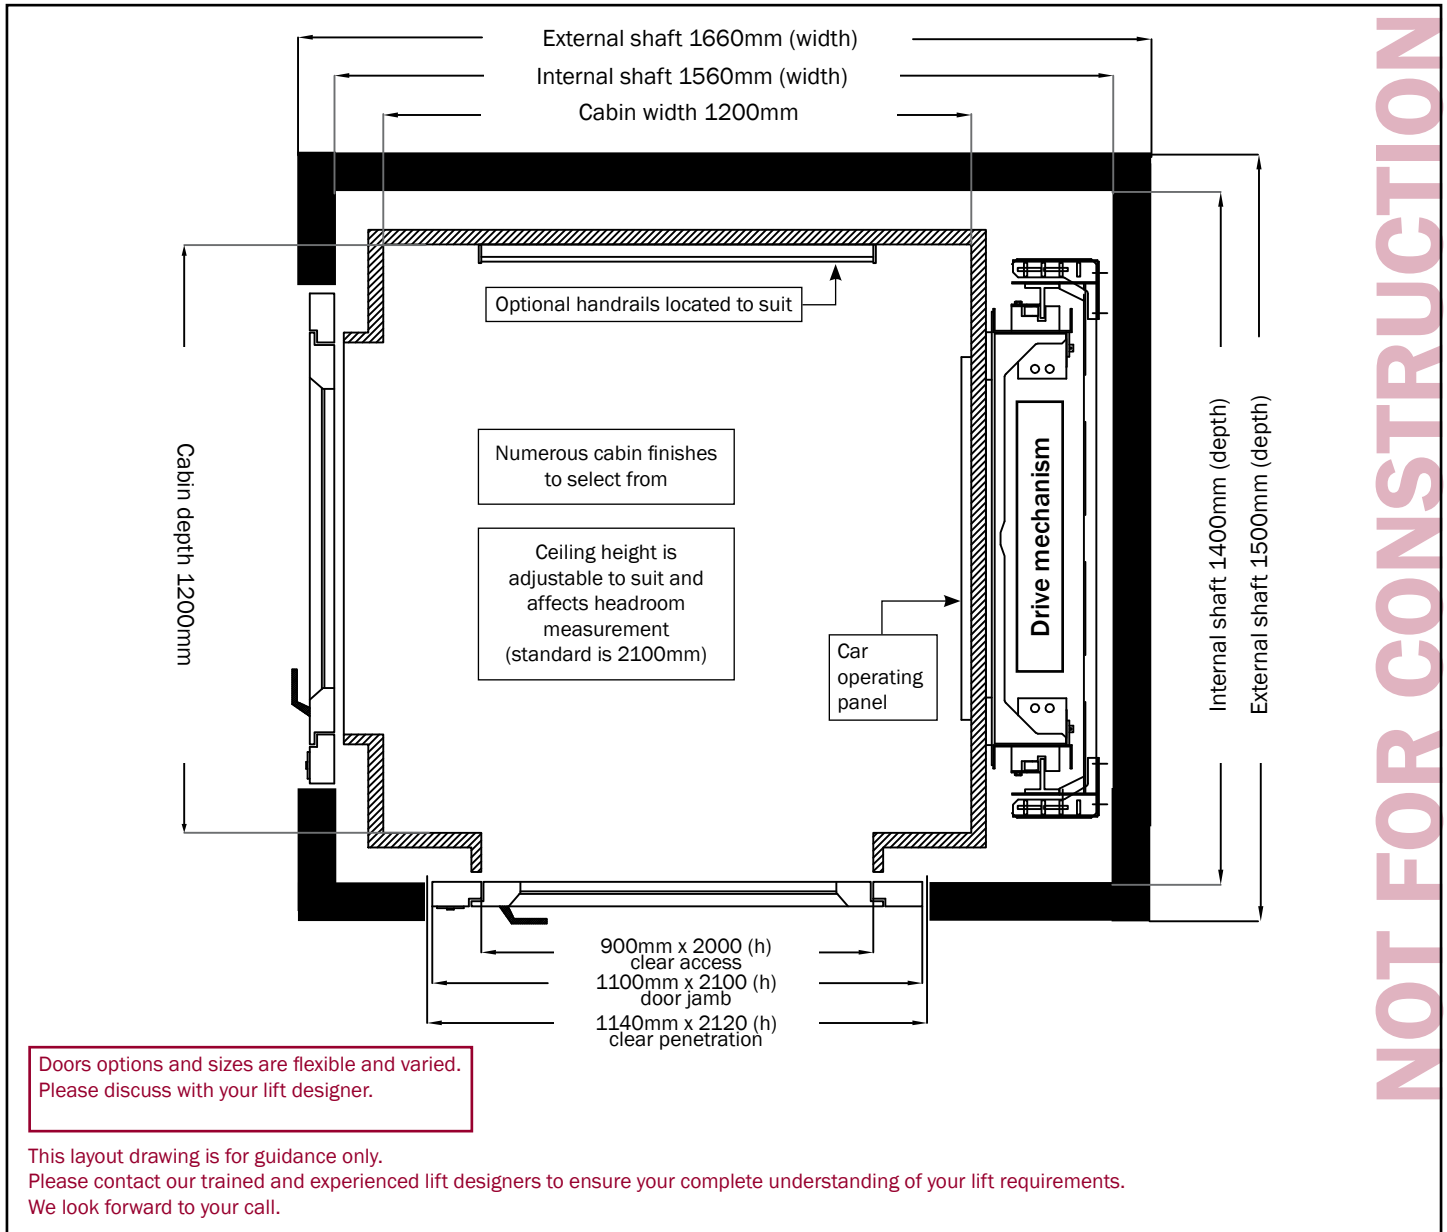 External shaft 1660mm (width)
Internal shaft 1560mm (width)
Cabin width 1200mm
Optional handrails located to suit
Numerous cabin finishes
to select from
Ceiling height is
adjustable to suit and
affects headroom
measurement
(standard is 2100mm)
Car
operating
panel
Drive mechanism
Cabin depth 1200mm
Internal shaft 1400mm (depth)
External shaft 1500mm (depth)
NOT FOR CONSTRUCTION
900mm x 2000 (h)
clear access
1100mm x 2100 (h)
door jamb
1140mm x 2120 (h)
clear penetration
Doors options and sizes are flexible and varied.
Please discuss with your lift designer.
This layout drawing is for guidance only.
Please contact our trained and experienced lift designers to ensure your complete understanding of your lift requirements.
We look forward to your call.